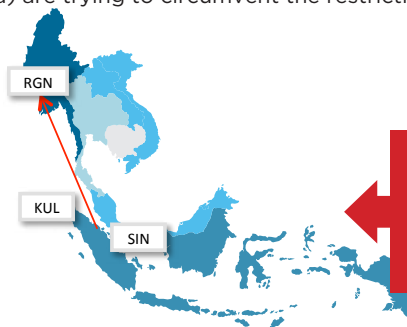 are trying to circumvent the
RGN
KUL
SIN